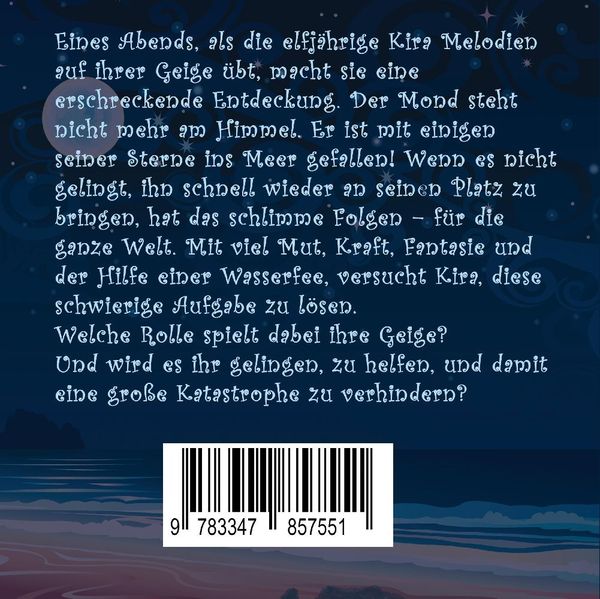 Eines Abends, als die elfjährige Kira Melodien
auf ihrer Geige übt, macht sie eine
erschreckende Entdeckung. Der Mond steht
nicht mehr am Himmel. Er ist mit einigen
seiner Sterne ins Meer gefallen! Wenn es nicht
gelingt, ihn schnell wieder an seinen Platz zu
bringen, hat das schlimme Folgen – für die
ganze Welt. Mit viel Mut, Kraft, Fantasie und
der Hilfe einer Wasserfee, versucht Kira, diese
schwierige Aufgabe zu lösen.
Welche Rolle spielt dabei ihre Geige?
Und wird es ihr gelingen, zu helfen, und damit
eine große Katastrophe zu verhindern?
9 783347 857551